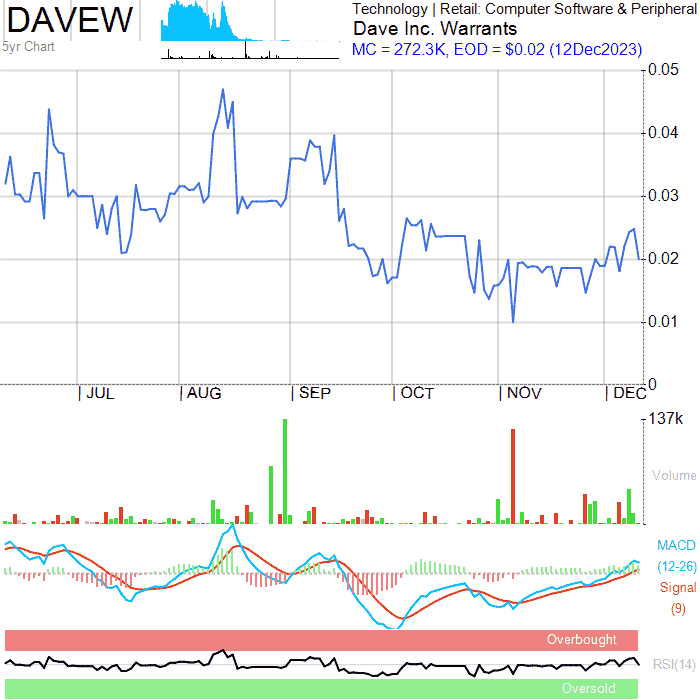 DAVEW
5yr Chart
Technology | Retail: Computer Software & Peripheral
Dave Inc. Warrants
MC = 272.3K, EOD = $0.02 (12Dec2023)
0.05
0.04
0.03
0.02
0.01
0
| JUL | AUG | SEP | OCT | NOV | DEC
137k
Volume
MACD
(12-26)
Signal
(9)
Overbought
RSI(14)
Oversold